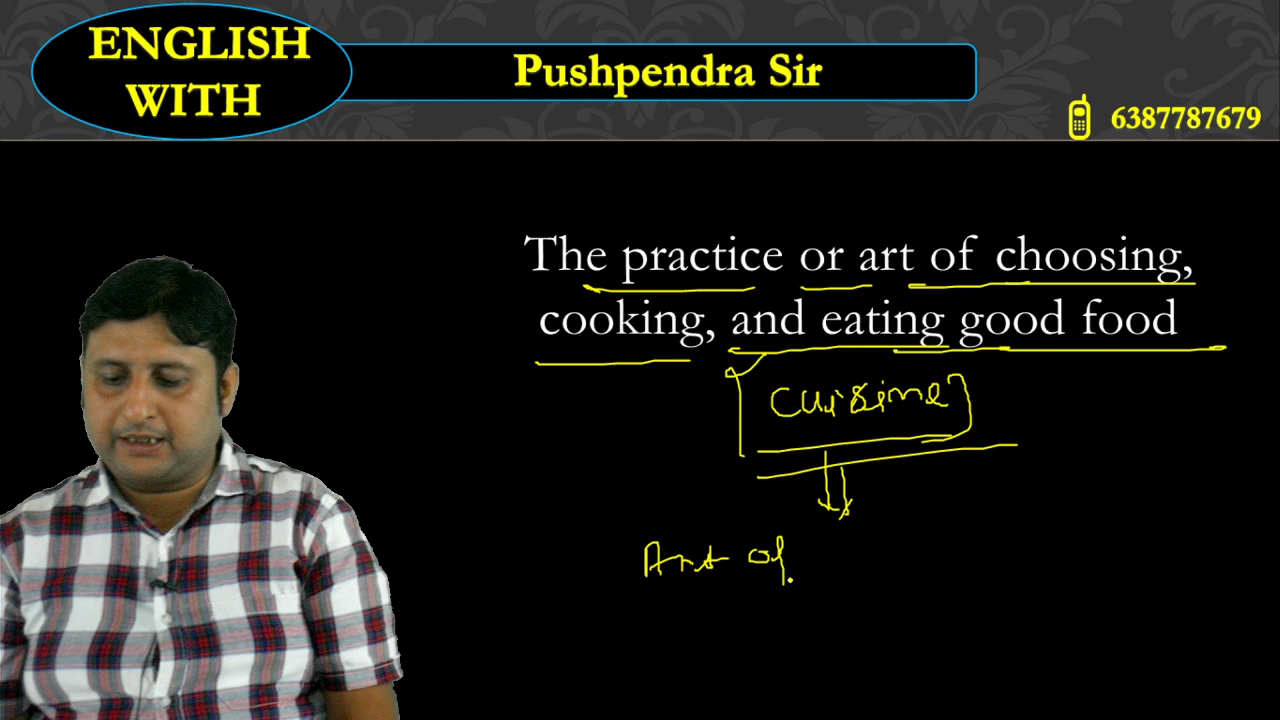 ENGLISH
WITH
Pushpendra Sir
6387787679
The practice or art of choosing,
cooking, and eating good food
Cuisine
Art of